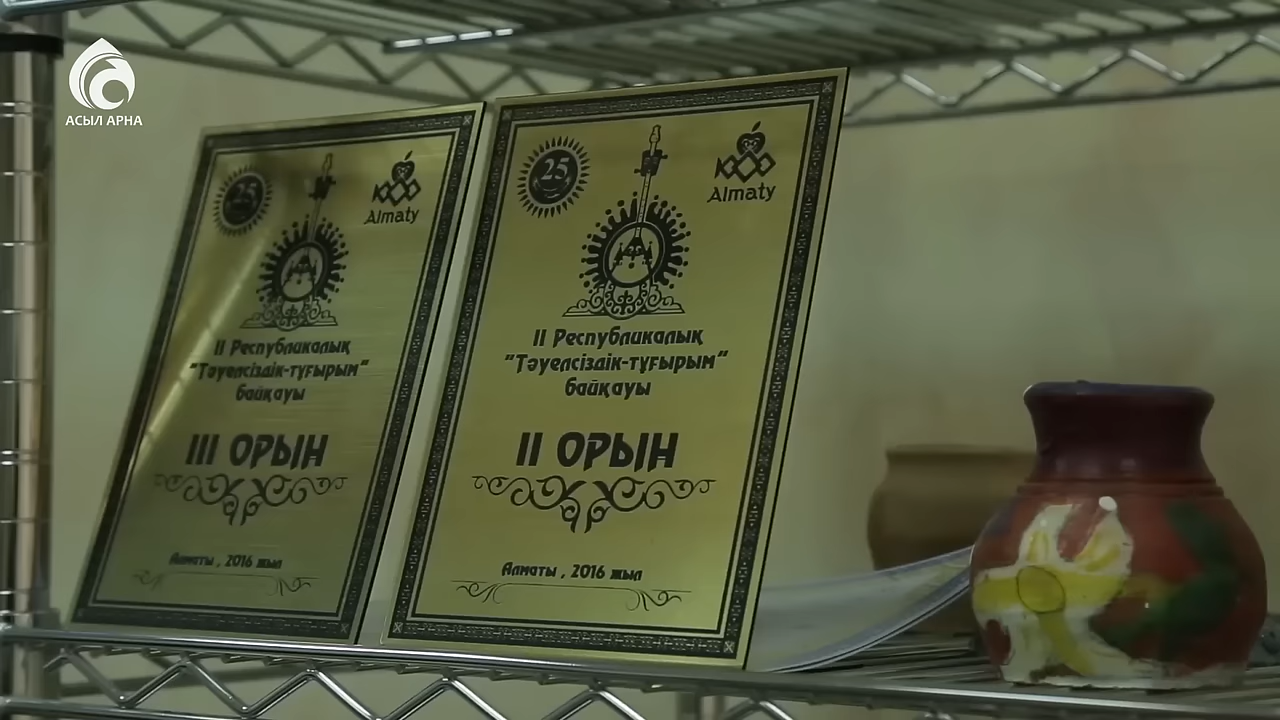 АСЫЛ АРНА
25
Almaty
II Республикалық
"Тәуелсіздік-тұғырым"
байқауы
III ОРЫН
Алматы , 2016 жыл
25
Almaty
II Республикалық
"Тәуелсіздік-тұғырым"
байқауы
II ОРЫН
Алматы , 2016 жыл